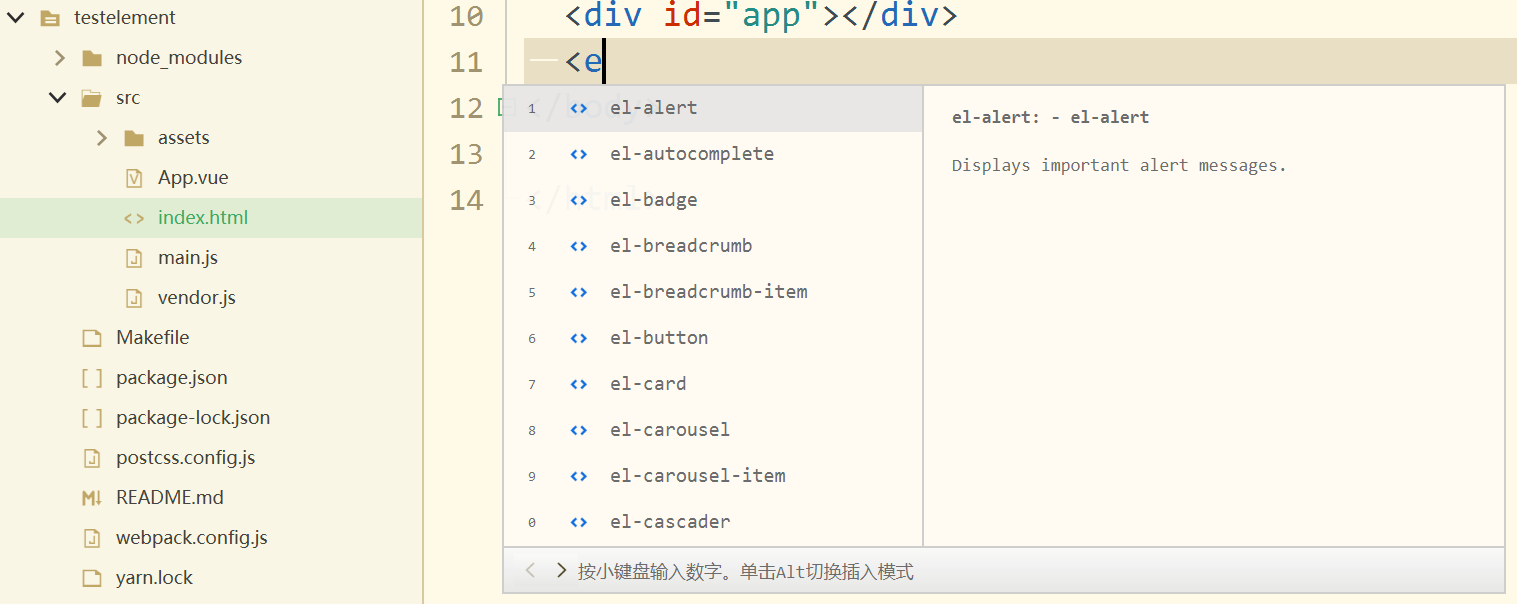 testelement
node_modules
src
assets
App.vue
index.html
main.js
vendor.js
Makefile
package.json
package-lock.json
postcss.config.js
README.md
webpack.config.js
yarn.lock
10 <div id="app"></div>
11 <e
12 </body>
13
14 </html>
1 <> el-alert
2 <> el-autocomplete
3 <> el-badge
4 <> el-breadcrumb
5 <> el-breadcrumb-item
6 <> el-button
7 <> el-card
8 <> el-carousel
9 <> el-carousel-item
0 <> el-cascader
el-alert: - el-alert
Displays important alert messages.
按小键盘输入数字。单击Alt切换插入模式